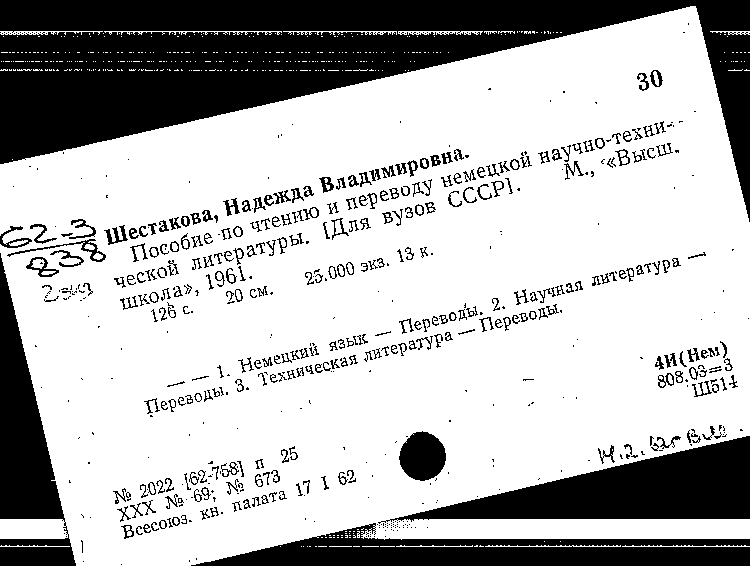 30
62-3
838
Шестакова, Надежда Владимировна.
Пособие по чтению и переводу немецкой научно-техни-
ческой литературы. [Для вузов СССР]. М., «Высш.
школа», 1961.
126 с. 20 см. 25.000 экз. 13 к.
— — 1. Немецкий язык — Переводы. 2. Научная литература —
Переводы. 3. Техническая литература — Переводы.
4И(Нем)
808.03=3
Ш514
№ 2022 [62-758] п 25
XXX № 69; № 673
Всесоюз. кн. палата 17 I 62
14.2.62г